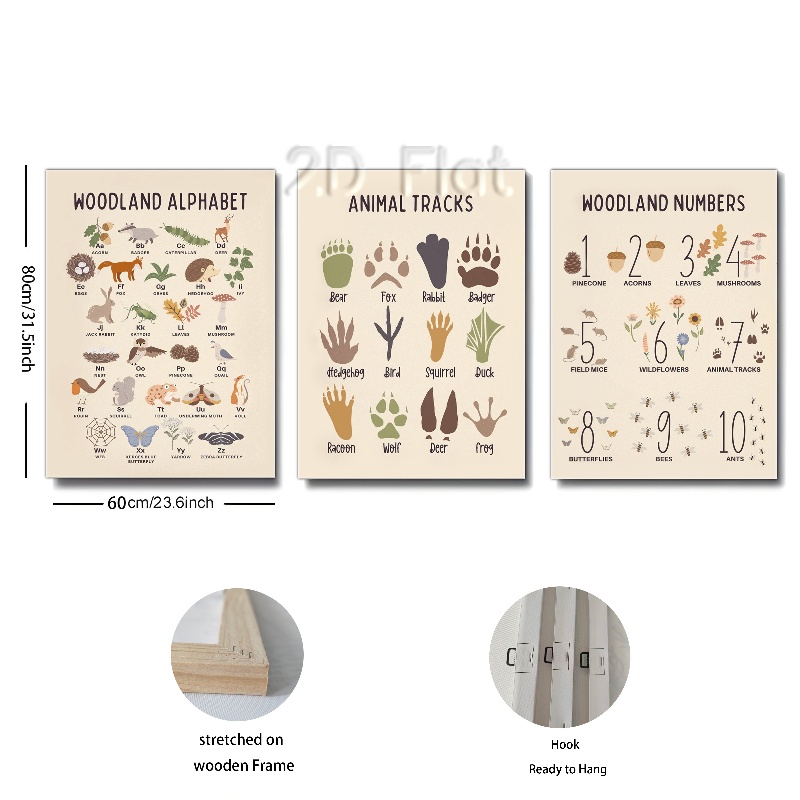 2D Flat
80cm/31.5inch
60cm/23.6inch
WOODLAND ALPHABET
Aa Bb Cc Dd
ACORN BADGER CATERPILLAR DEER
Ee Ff Gg Hh Ii
EGGS FOX GRASS HEDGEHOG IVY
Jj Kk Ll Mm
JACK RABBIT KATYDID LEAVES MUSHROOM
Nn Oo Pp Qq
NEST OWL PINECONE QUAIL
Rr Ss Tt Uu Vv
ROBIN SQUIRREL TOAD UNDERWING MOTH VOLE
Ww Xx Yy Zz
WEB XERCES BLUE BUTTERFLY YARROW ZEBRA BUTTERFLY
ANIMAL TRACKS
Bear Fox Rabbit Badger
Hedgehog Bird Squirrel Duck
Racoon Wolf Deer frog
WOODLAND NUMBERS
1 2 3 4
PINECONE ACORNS LEAVES MUSHROOMS
5 6 7
FIELD MICE WILDFLOWERS ANIMAL TRACKS
8 9 10
BUTTERFLIES BEES ANTS
stretched on
wooden Frame
Hook
Ready to Hang